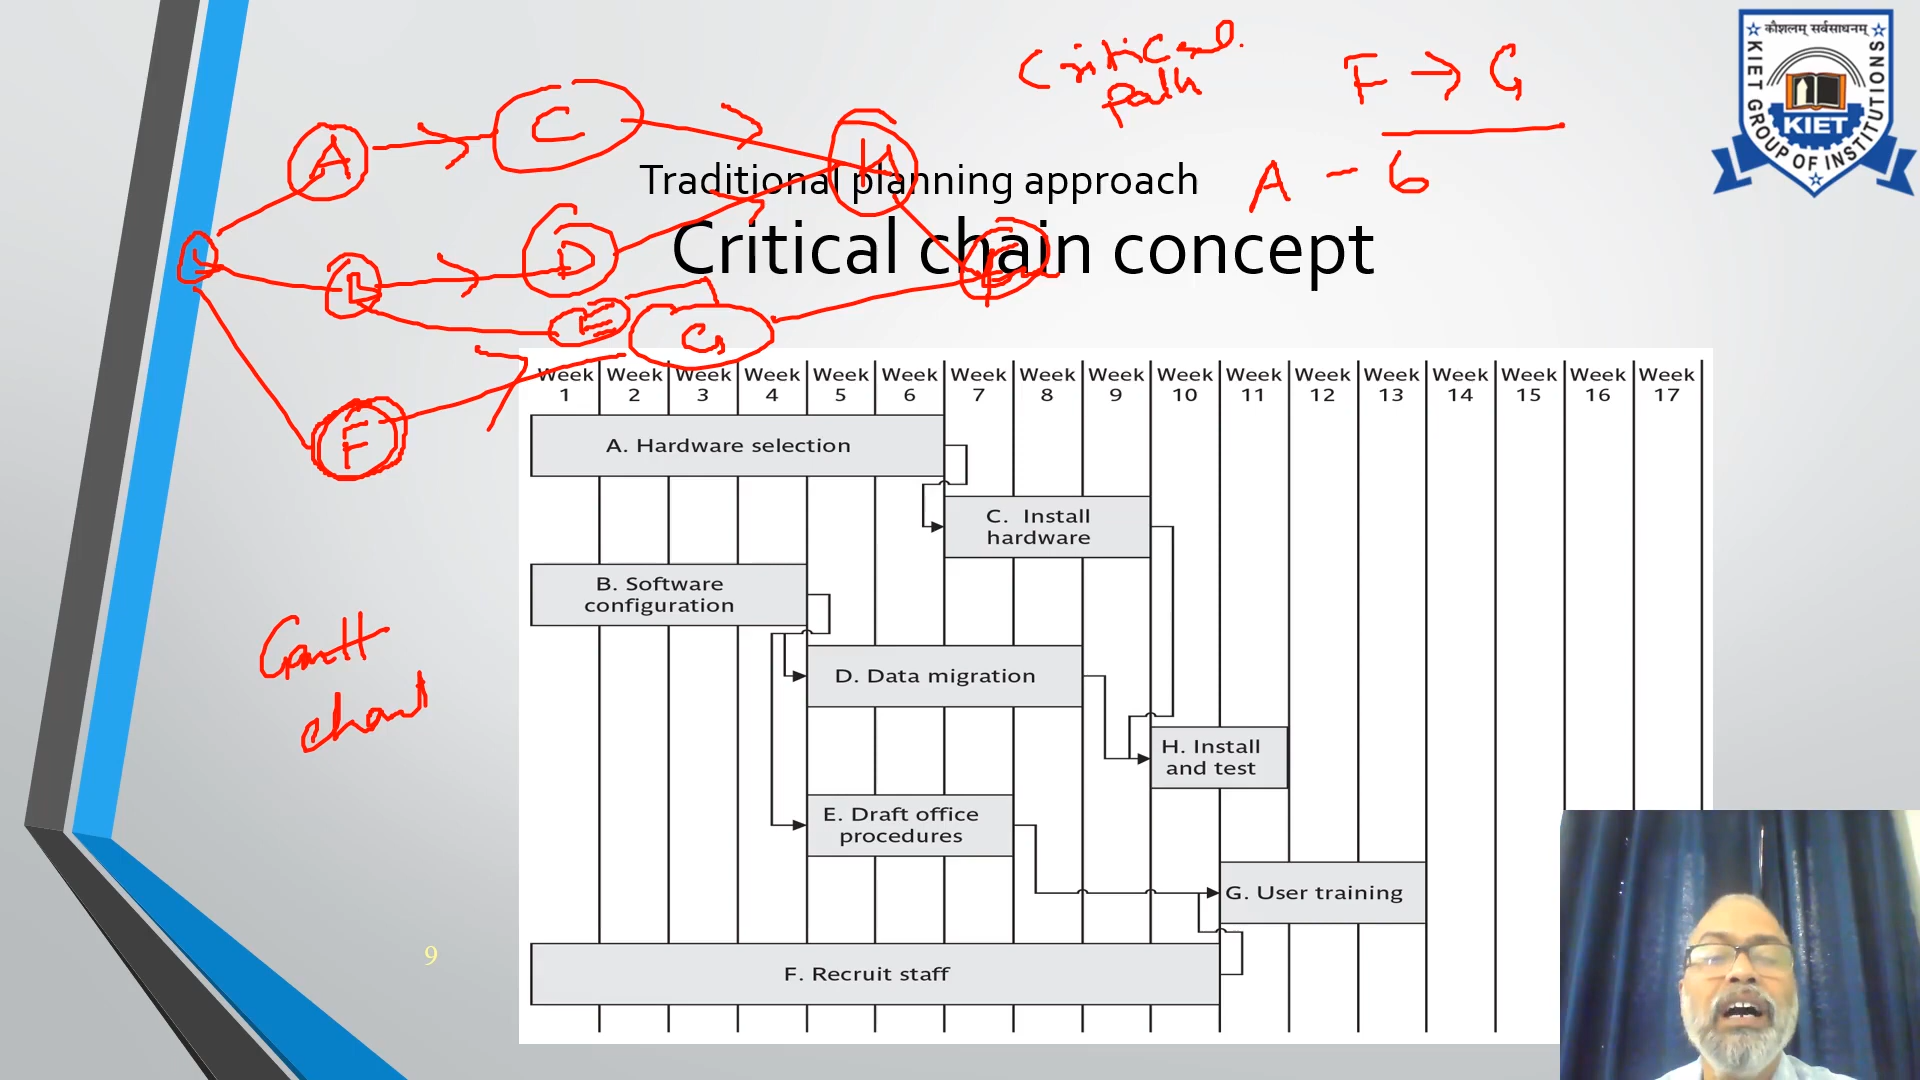 Critical
path
F → G
A - 6
A
C
H
L
B
D
E
G
F
Gantt
chart
कौशलम् सर्वसाधनम्
KIET GROUP OF INSTITUTIONS
KIET
Traditional planning approach
Critical chain concept
Week 1 Week 2 Week 3 Week 4 Week 5 Week 6 Week 7 Week 8 Week 9 Week 10 Week 11 Week 12 Week 13 Week 14 Week 15 Week 16 Week 17
A. Hardware selection
C. Install
hardware
B. Software
configuration
D. Data migration
H. Install
and test
E. Draft office
procedures
G. User training
F. Recruit staff
9